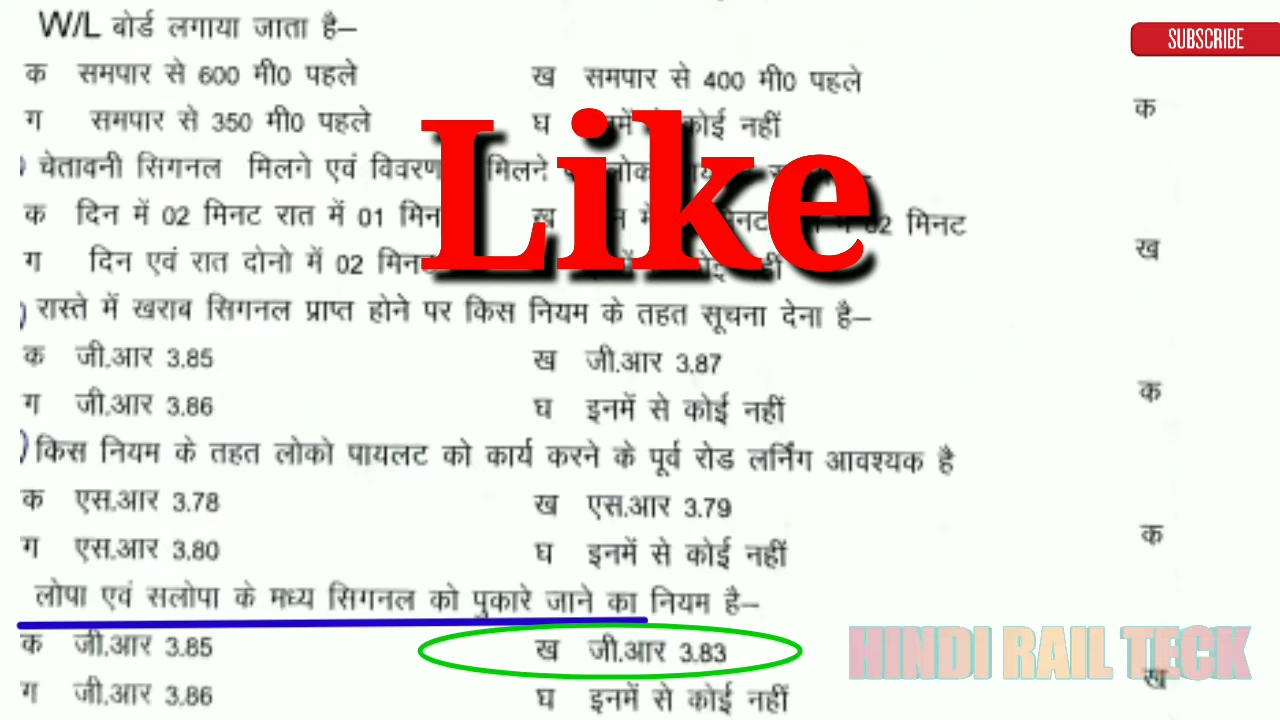 W/L बोर्ड लगाया जाता है–
SUBSCRIBE
क समपार से 600 मी0 पहले ख समपार से 400 मी0 पहले
क
ग समपार से 350 मी0 पहले घ कोई नहीं
Like
चेतावनी सिगनल मिलने एवं विवरण मिलने
क दिन में 02 मिनट रात में 01 ख 02 मिनट
ख
ग दिन एवं रात दोनो में 02
रास्ते में खराब सिगनल प्राप्त होने पर किस नियम के तहत सूचना देना है–
क जी.आर 3.85 ख जी.आर 3.87
क
ग जी.आर 3.86 घ इनमें से कोई नहीं
किस नियम के तहत लोको पायलट को कार्य करने के पूर्व रोड लर्निंग आवश्यक है
क एस.आर 3.78 ख एस.आर 3.79
क
ग एस.आर 3.80 घ इनमें से कोई नहीं
लोपा एवं सलोपा के मध्य सिगनल को पुकारे जाने का नियम है–
क जी.आर 3.85 ख जी.आर 3.83
HINDI RAIL TECK
ख
ग जी.आर 3.86 घ इनमें से कोई नहीं